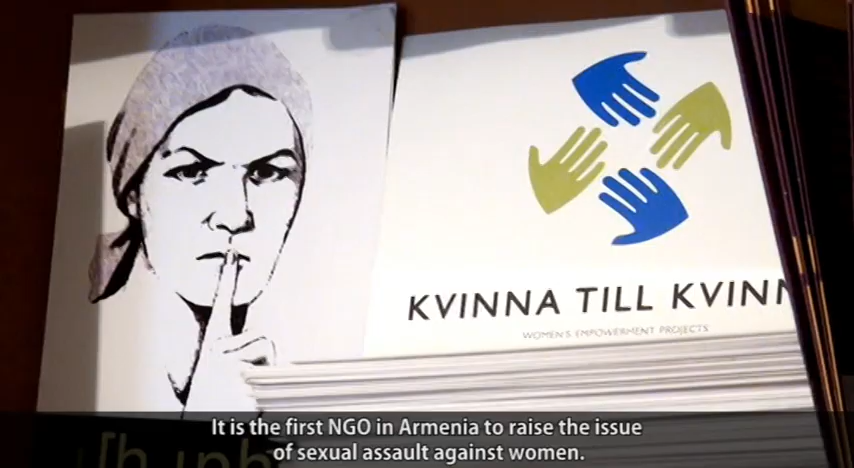 KVINNA TILL KVINN
WOMEN'S EMPOWERMENT PROJECTS
It is the first NGO in Armenia to raise the issue
of sexual assault against women.